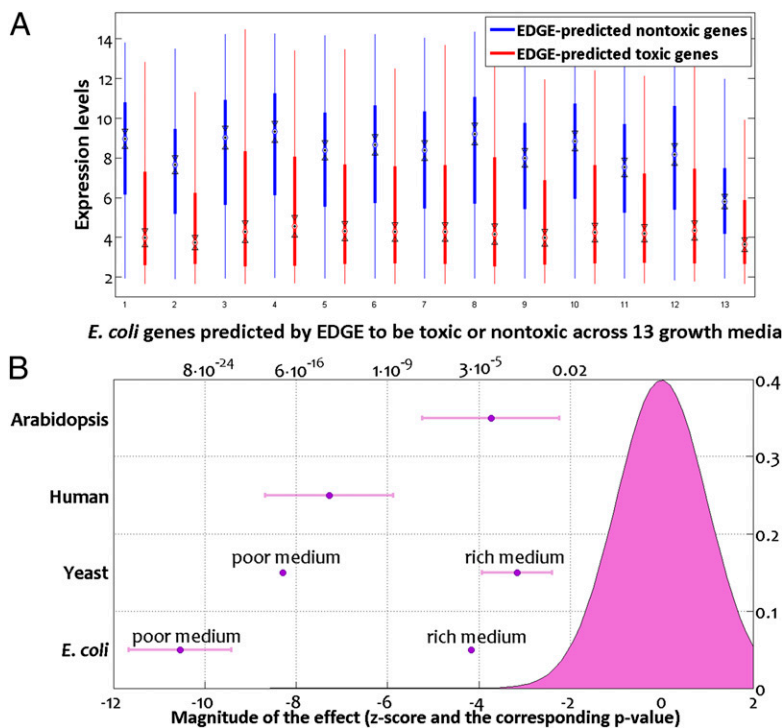 A
EDGE-predicted nontoxic genes
EDGE-predicted toxic genes
Expression levels
14
12
10
8
6
4
2
1 2 3 4 5 6 7 8 9 10 11 12 13
E. coli genes predicted by EDGE to be toxic or nontoxic across 13 growth media
B
8·10⁻²⁴ 6·10⁻¹⁶ 1·10⁻⁹ 3·10⁻⁵ 0.02
0.4
Arabidopsis
0.3
Human
0.2
poor medium rich medium
Yeast
0.1
poor medium rich medium
E. coli
0
-12 -10 -8 -6 -4 -2 0 2
Magnitude of the effect (z-score and the corresponding p-value)